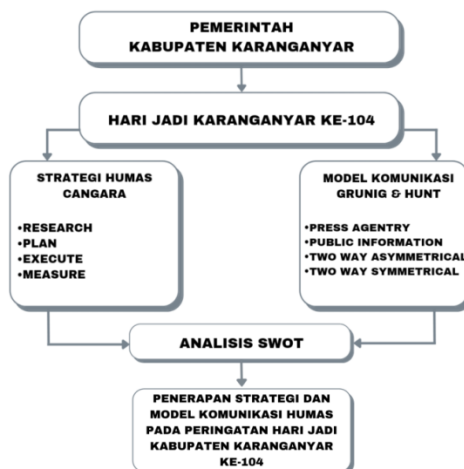 PEMERINTAH
KABUPATEN KARANGANYAR
HARI JADI KARANGANYAR KE-104
STRATEGI HUMAS
CANGARA
•RESEARCH
•PLAN
•EXECUTE
•MEASURE
MODEL KOMUNIKASI
GRUNIG & HUNT
•PRESS AGENTRY
•PUBLIC INFORMATION
•TWO WAY ASYMMETRICAL
•TWO WAY SYMMETRICAL
ANALISIS SWOT
PENERAPAN STRATEGI DAN
MODEL KOMUNIKASI HUMAS
PADA PERINGATAN HARI JADI
KABUPATEN KARANGANYAR
KE-104